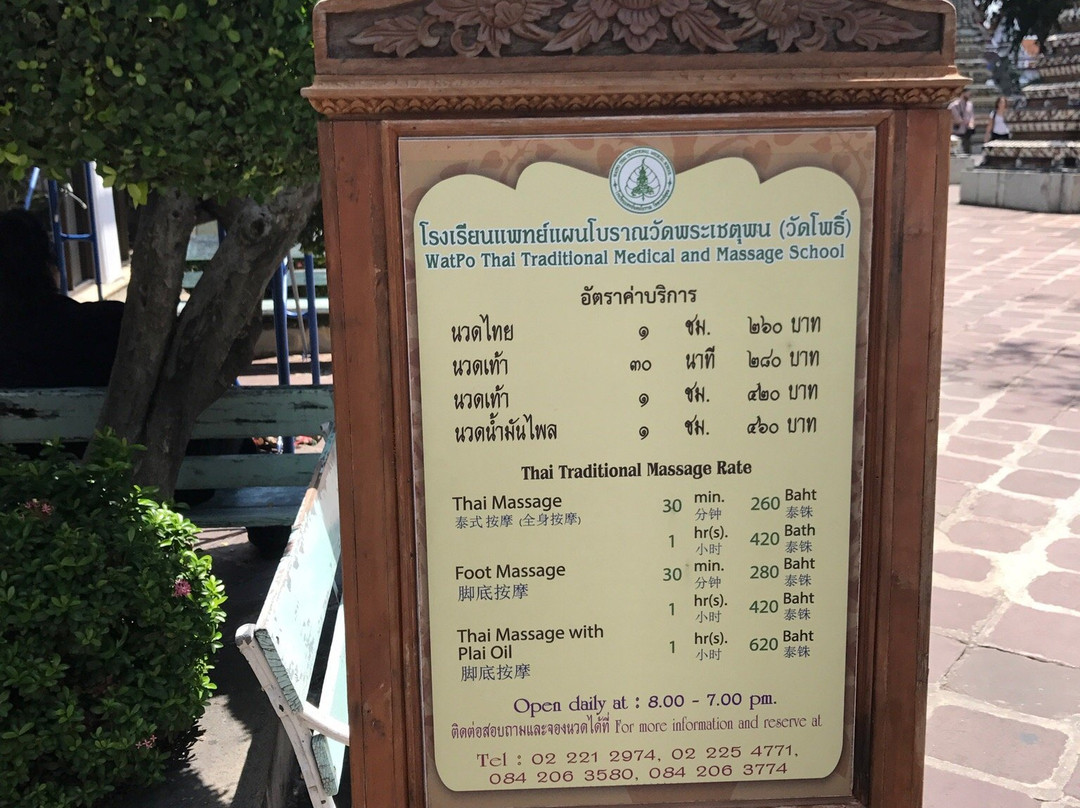 โรงเรียนแพทย์แผนโบราณวัดพระเชตุพน (วัดโพธิ์)
WatPo Thai Traditional Medical and Massage School
อัตราค่าบริการ
นวดไทย ๑ ชม. ๒๖๐ บาท
นวดเท้า ๓๐ นาที ๒๘๐ บาท
นวดเท้า ๑ ชม. ๔๒๐ บาท
นวดน้ำมันไพล ๑ ชม. ๔๖๐ บาท
Thai Traditional Massage Rate
Thai Massage 30 min. 260 Baht
泰式按摩 (全身按摩) 分钟 泰铢
1 hr(s). 420 Bath
小时 泰铢
Foot Massage 30 min. 280 Baht
脚底按摩 分钟 泰铢
1 hr(s). 420 Baht
小时 泰铢
Thai Massage with
Plai Oil 1 hr(s). 620 Baht
脚底按摩 小时 泰铢
Open daily at : 8.00 - 7.00 pm.
ติดต่อสอบถามและจองนวดได้ที่ For more information and reserve at
Tel : 02 221 2974, 02 225 4771,
084 206 3580, 084 206 3774